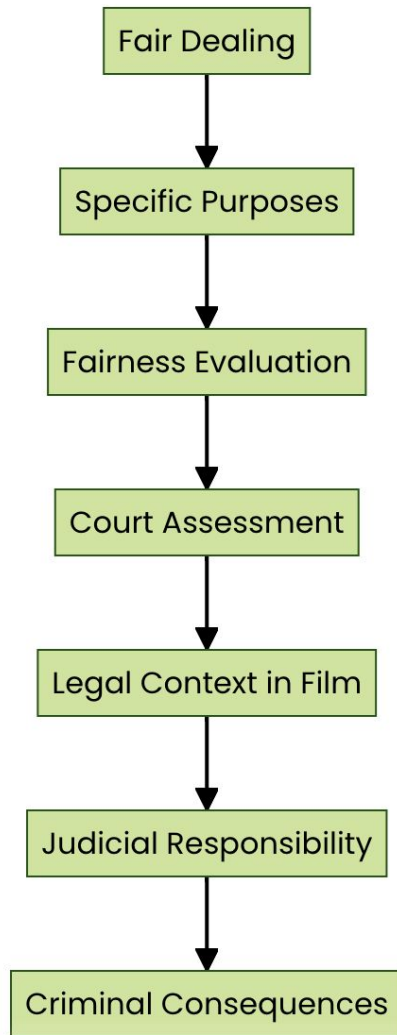 Fair Dealing
Specific Purposes
Fairness Evaluation
Court Assessment
Legal Context in Film
Judicial Responsibility
Criminal Consequences